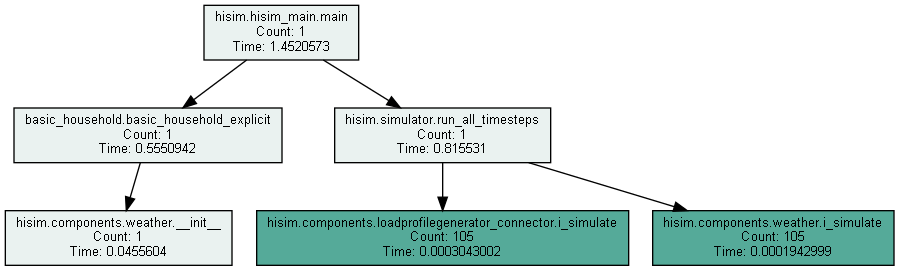 hisim.hisim_main.main
Count: 1
Time: 1.4520573
basic_household.basic_household_explicit
Count: 1
Time: 0.5550942
hisim.simulator.run_all_timesteps
Count: 1
Time: 0.815531
hisim.components.weather.__init__
Count: 1
Time: 0.0455604
hisim.components.loadprofilegenerator_connector.i_simulate
Count: 105
Time: 0.0003043002
hisim.components.weather.i_simulate
Count: 105
Time: 0.0001942999